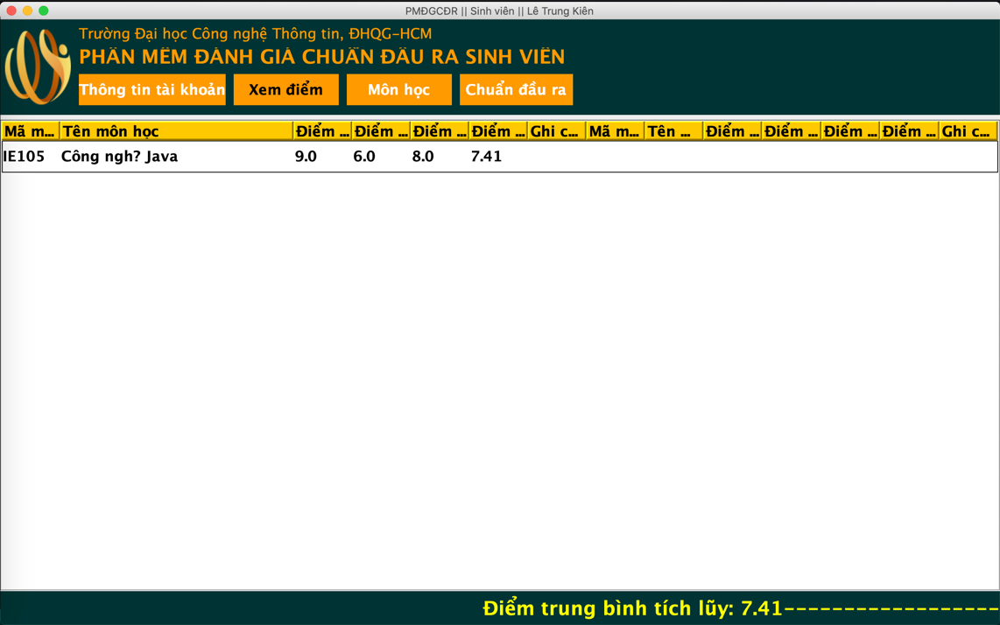 PMĐGCĐR || Sinh viên || Lê Trung Kiên
Trường Đại học Công nghệ Thông tin, ĐHQG-HCM
PHẦN MỀM ĐÁNH GIÁ CHUẨN ĐẦU RA SINH VIÊN
Thông tin tài khoản Xem điểm Môn học Chuẩn đầu ra
Mã m... Tên môn học Điểm ... Điểm ... Điểm ... Điểm ... Ghi c... Mã m... Tên ... Điểm ... Điểm ... Điểm ... Điểm ... Ghi c...
IE105 Công ngh? Java 9.0 6.0 8.0 7.41
Điểm trung bình tích lũy: 7.41------------------